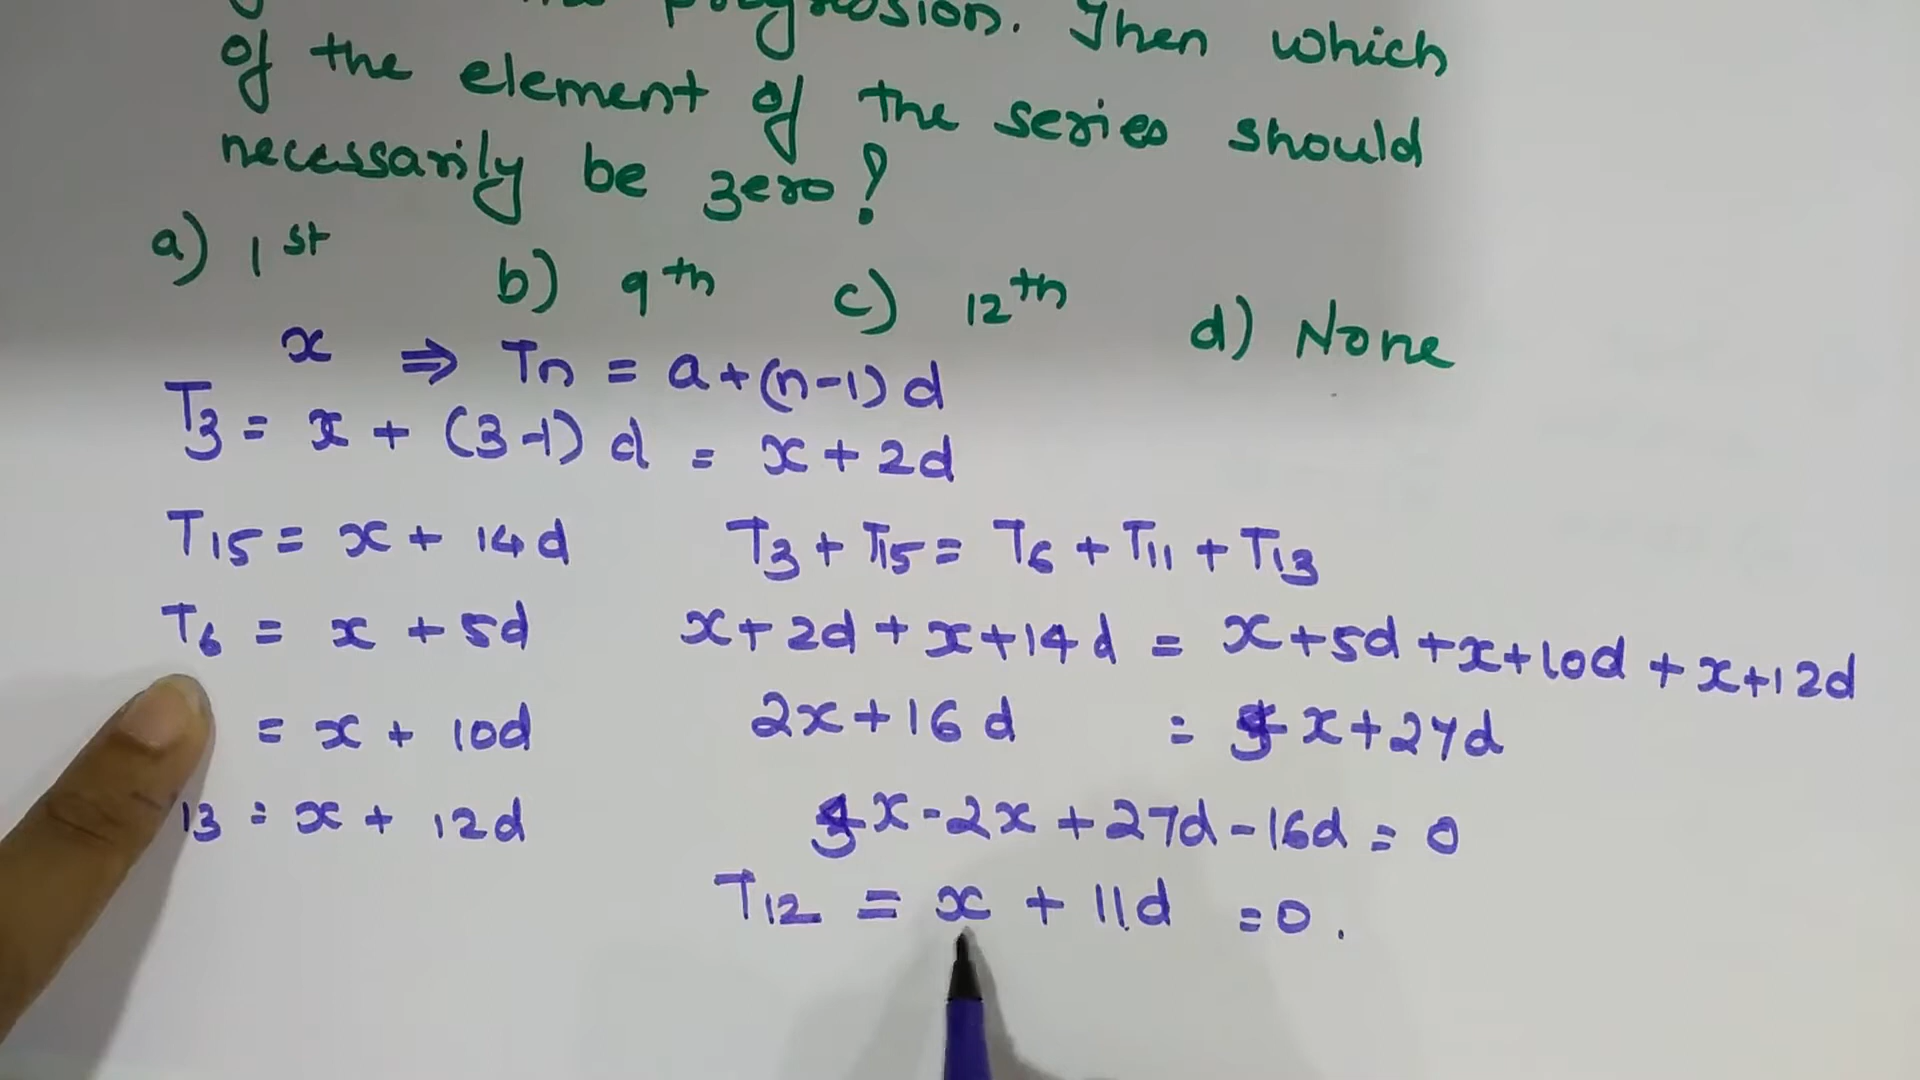 progression. Then which
of the element of the series should
necessarily be zero?
a) 1st b) 9th c) 12th d) None
x ⇒ Tn = a+(n-1)d
T3 = x + (3-1)d = x+2d
T15 = x + 14d
T3 + T15 = T6 + T11 + T13
T6 = x + 5d
x+2d+x+14d = x+5d+x+10d+x+12d
= x + 10d
2x+16d = 3x+27d
13 = x + 12d
3x-2x+27d-16d = 0
T12 = x + 11d = 0.